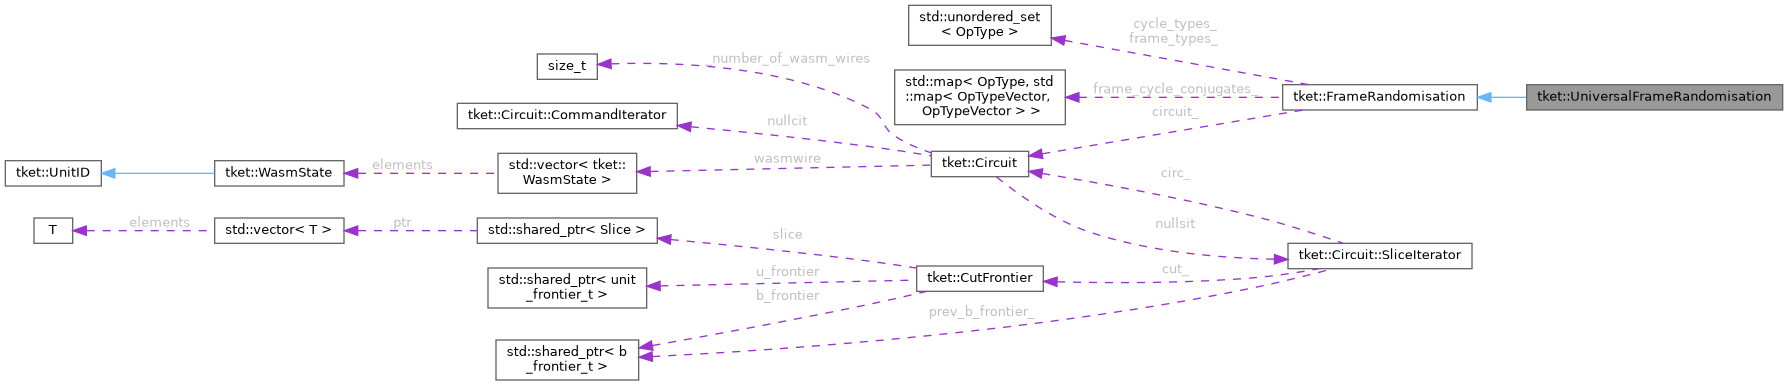 std::unordered_set
< OpType >
cycle_types_
frame_types_
size_t
_number_of_wasm_wires
std::map< OpType, std
::map< OpTypeVector,
OpTypeVector > >
frame_cycle_conjugates_
tket::FrameRandomisation
tket::UniversalFrameRandomisation
tket::Circuit::CommandIterator
nullcit
circuit_
tket::UnitID
tket::WasmState
elements
std::vector< tket::
WasmState >
wasmwire
tket::Circuit
circ_
T
elements
std::vector< T >
ptr
std::shared_ptr< Slice >
slice
nullsit
tket::Circuit::SliceIterator
std::shared_ptr< unit
_frontier_t >
u_frontier
tket::CutFrontier
cut_
b_frontier
prev_b_frontier_
std::shared_ptr< b
_frontier_t >